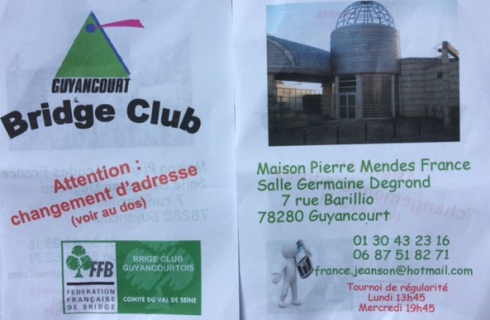 GUYANCOURT
Bridge Club
Attention :
changement d'adresse
(voir au dos)
FFB
FEDERATION
FRANÇAISE
DE BRIDGE
BRIGE CLUB
GUYANCOURTOIS
COMITÉ DU VAL DE SEINE
Maison Pierre Mendes France
Salle Germaine Degrond
7 rue Barillio
78280 Guyancourt
01 30 43 23 16
06 87 51 82 71
france.jeanson@hotmail.com
Tournoi de régularité
Lundi 13h45
Mercredi 19h45